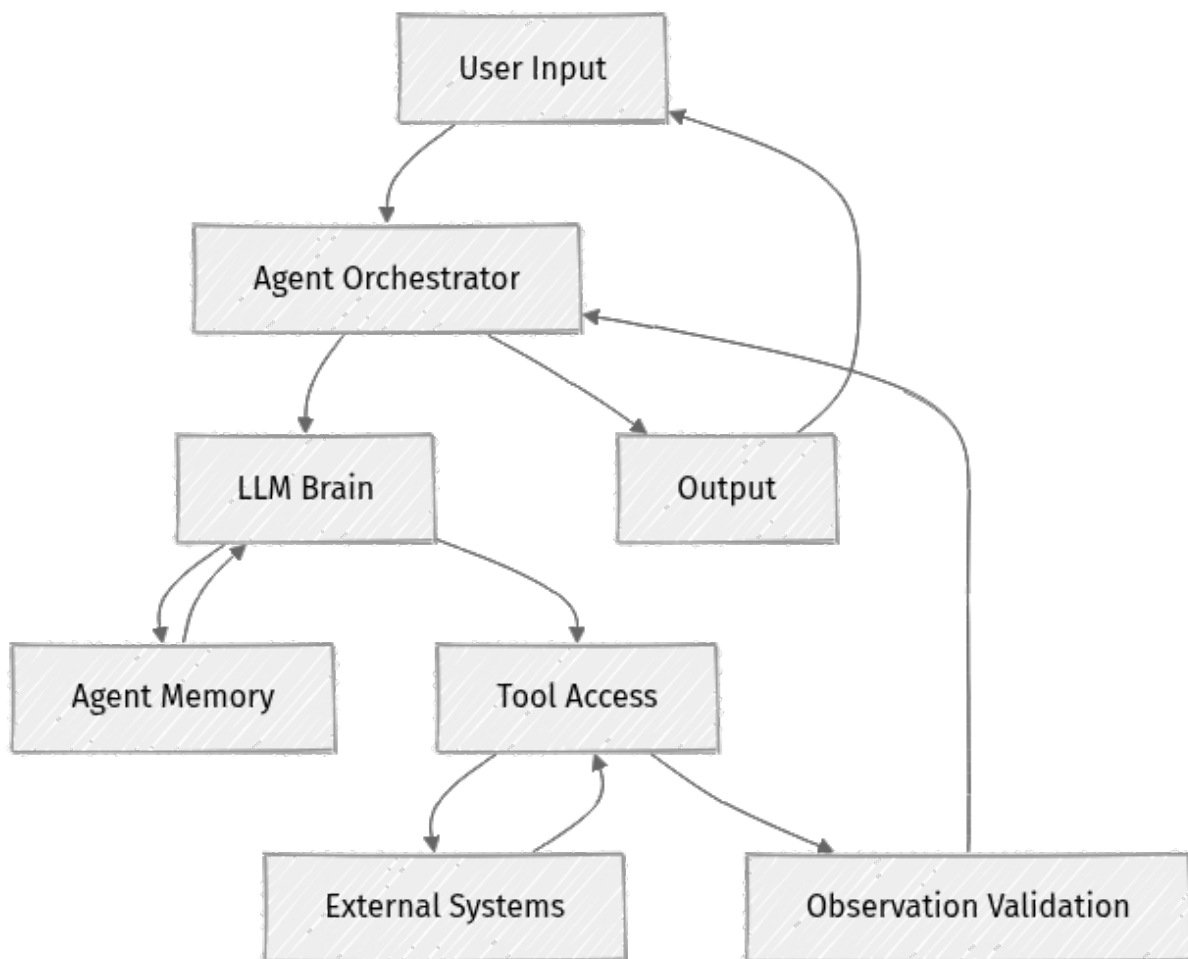 User Input
Agent Orchestrator
LLM Brain
Output
Agent Memory
Tool Access
External Systems
Observation Validation